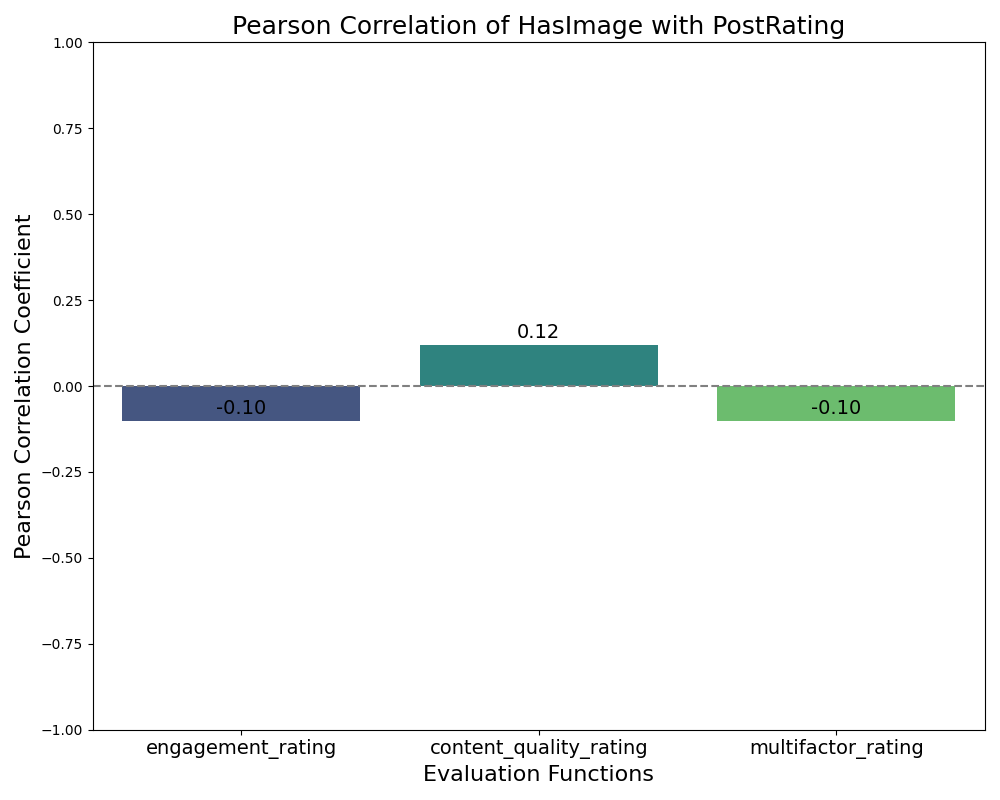 Pearson Correlation of HasImage with PostRating
Pearson Correlation Coefficient
1.00
0.75
0.50
0.25
0.00
−0.25
−0.50
−0.75
−1.00
0.12
-0.10
-0.10
engagement_rating
content_quality_rating
multifactor_rating
Evaluation Functions